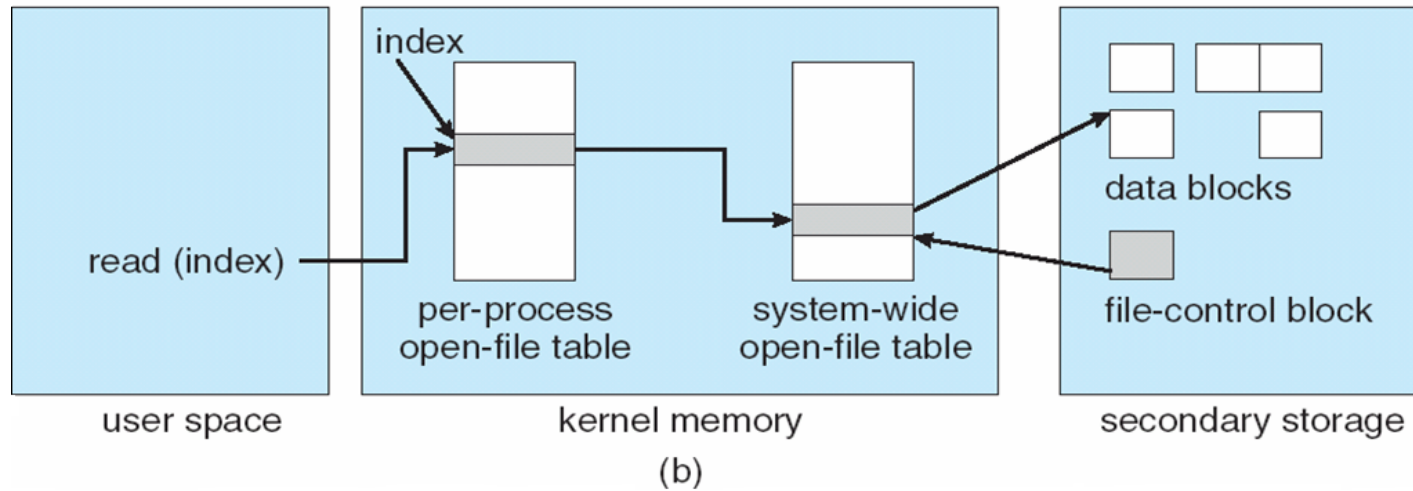 index
read (index)
per-process
open-file table
system-wide
open-file table
data blocks
file-control block
user space
kernel memory
secondary storage
(b)